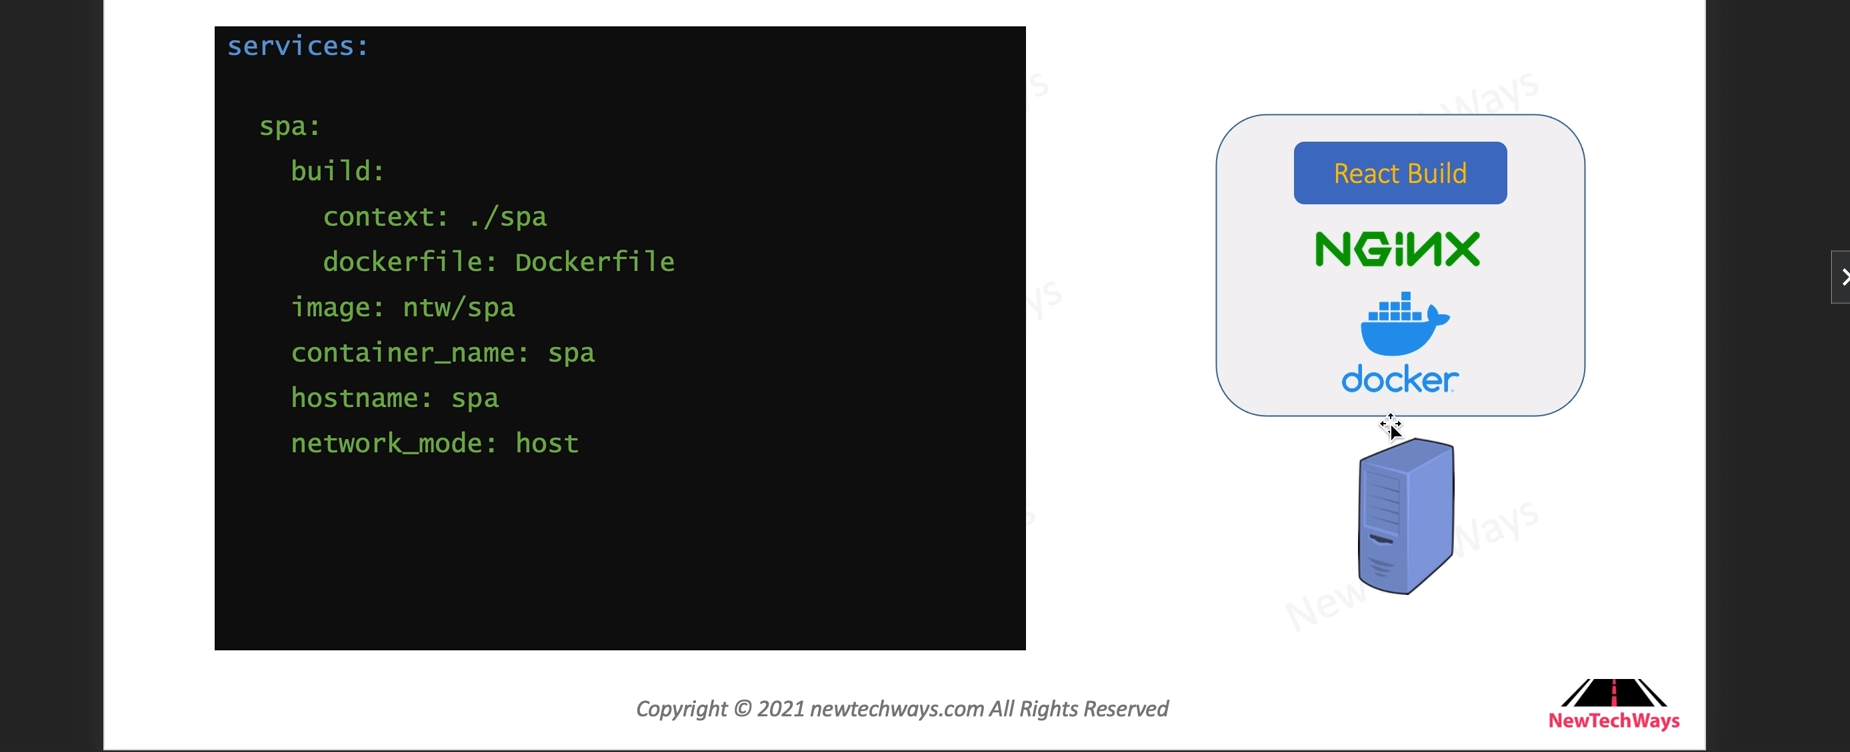 services:
spa:
build:
context: ./spa
dockerfile: Dockerfile
image: ntw/spa
container_name: spa
hostname: spa
network_mode: host
React Build
NGINX
docker
Copyright © 2021 newtechways.com All Rights Reserved
NewTechWays